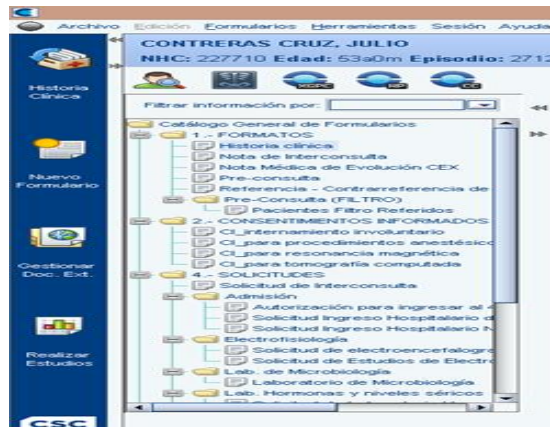 Archivo Edición Formularios Herramientas Sesión Ayuda
CONTRERAS CRUZ, JULIO
NHC: 227710 Edad: 53a0m Episodio: 2712
Historia
Clínica
Nuevo
Formulario
Gestionar
Doc. Ext.
Realizar
Estudios
CSC
Filtrar información por:
Catálogo General de Formularios
1.- FORMATOS
Historia clínica
Nota de Interconsulta
Nota Médica de Evolución CEX
Pre-consulta
Referencia - Contrarreferencia de
Pre-Consulta (FILTRO)
Pacientes Filtro Referidos
2.- CONSENTIMIENTOS INFORMADOS
CI_internamiento involuntario
CI_para procedimientos anestésic
CI_para resonancia magnética
CI_para tomografía computada
4.- SOLICITUDES
Solicitud de Interconsulta
Admisión
Autorización para ingresar al
Solicitud Ingreso Hospitalario d
Solicitud Ingreso Hospitalario N
Electrofisiología
Solicitud de electroencefalogra
Solicitud de Estudios de Electr
Lab. de Microbiología
Laboratorio de Microbiología
Lab. Hormonas y niveles séricos